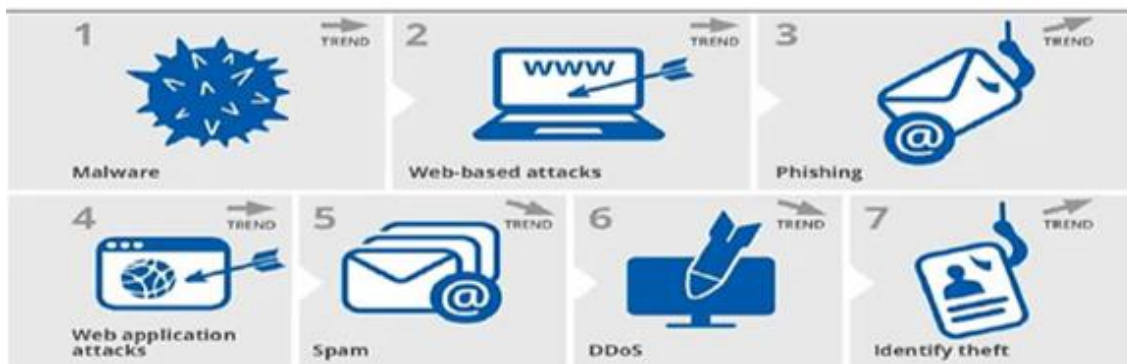 1 TREND 2 TREND 3 TREND
www
@
Malware Web-based attacks Phishing
4 TREND 5 TREND 6 TREND 7 TREND
@
Web application
attacks Spam DDoS Identify theft